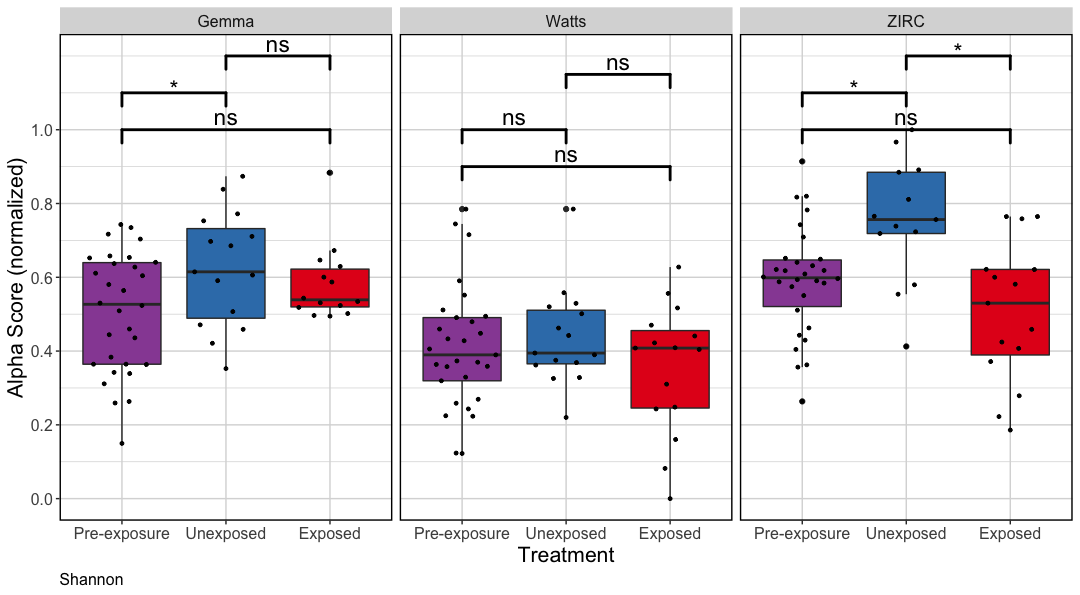 Gemma Watts ZIRC
ns
*
ns
ns
ns
ns
*
*
ns
Alpha Score (normalized)
1.0
0.8
0.6
0.4
0.2
0.0
Pre-exposure Unexposed Exposed Pre-exposure Unexposed Exposed Pre-exposure Unexposed Exposed
Treatment
Shannon